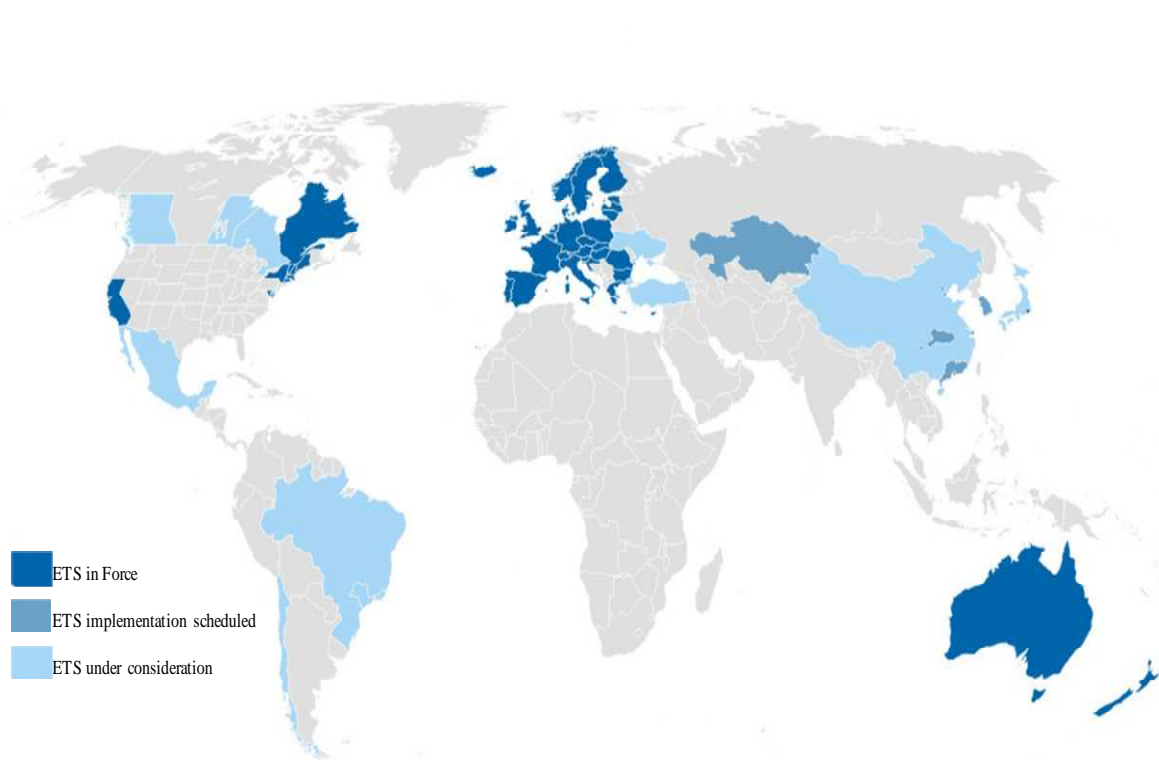 ETS in Force
ETS implementation scheduled
ETS under consideration